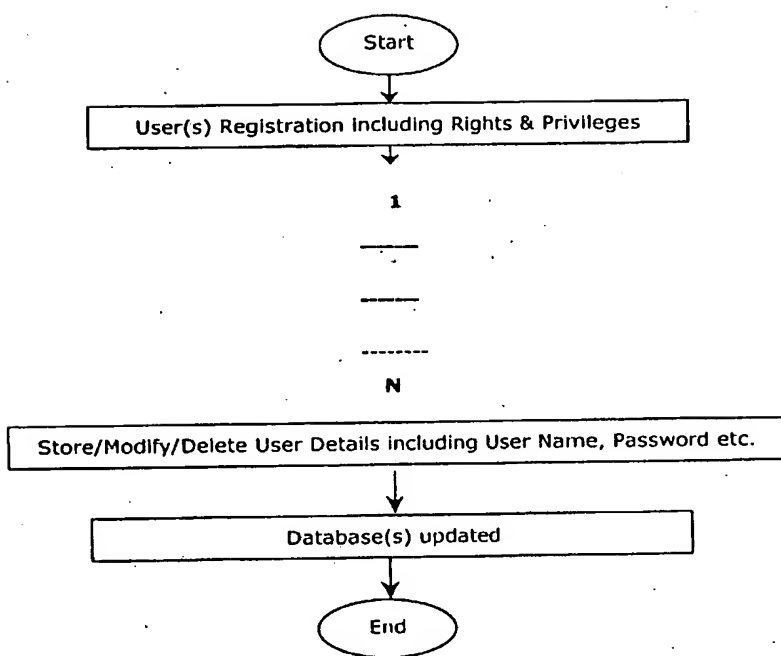 Start
User(s) Registration including Rights & Privileges
1
N
Store/Modify/Delete User Details including User Name, Password etc.
Database(s) updated
End